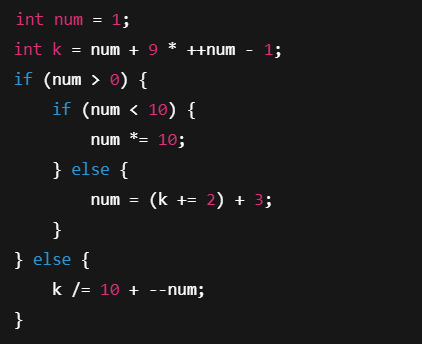 int num = 1;
int k = num + 9 * ++num - 1;
if (num > 0) {
    if (num < 10) {
        num *= 10;
    } else {
        num = (k += 2) + 3;
    }
} else {
    k /= 10 + --num;
}